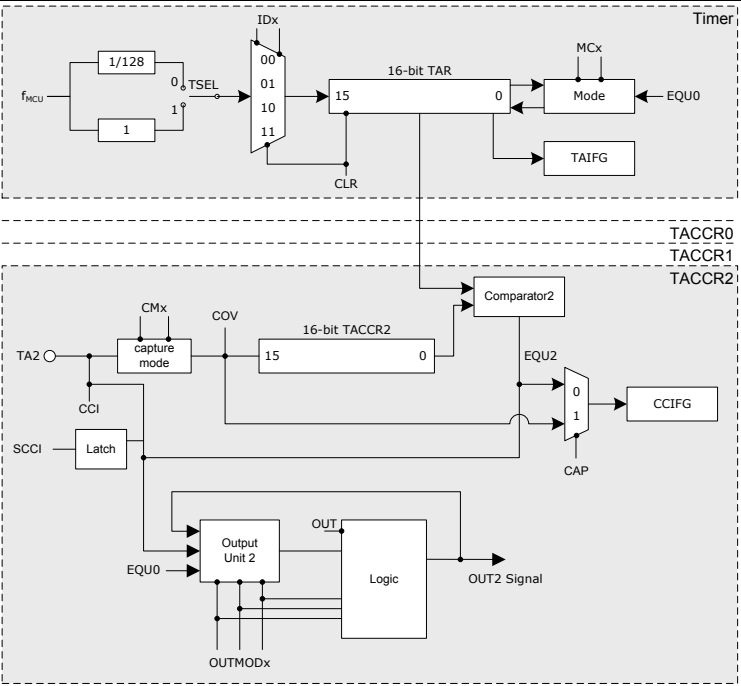 Timer
IDx
MCx
1/128
00
16-bit TAR
0
TSEL
01
fMCU
15
0
Mode
EQU0
1
10
1
11
TAIFG
CLR
TACCR0
TACCR1
TACCR2
Comparator2
CMx
COV
16-bit TACCR2
TA2
capture
mode
15
0
EQU2
0
CCIFG
CCI
1
SCCI
Latch
CAP
OUT
Output
Unit 2
EQU0
Logic
OUT2 Signal
OUTMODx